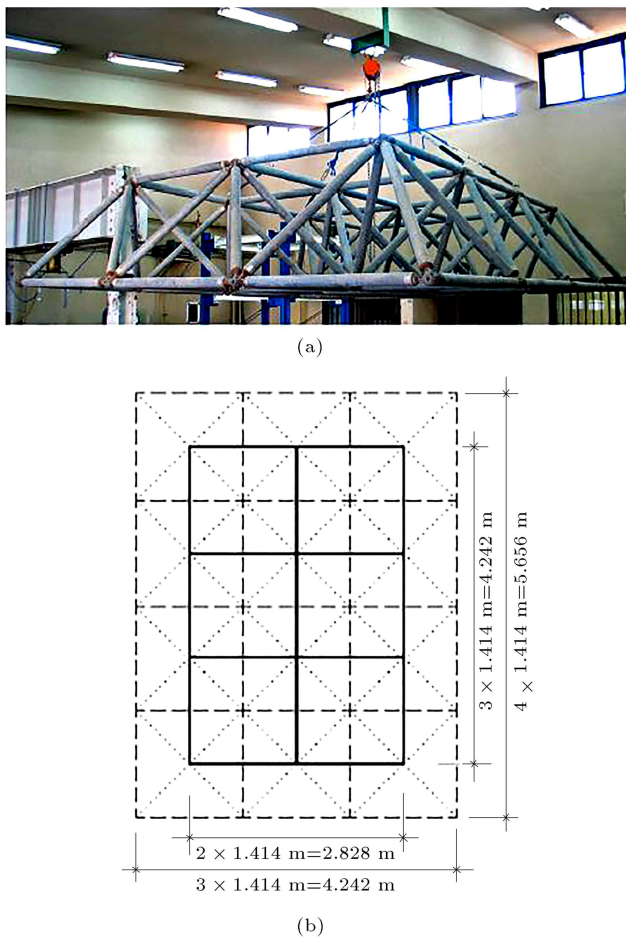 (a)
3 × 1.414 m=4.242 m
4 × 1.414 m=5.656 m
2 × 1.414 m=2.828 m
3 × 1.414 m=4.242 m
(b)